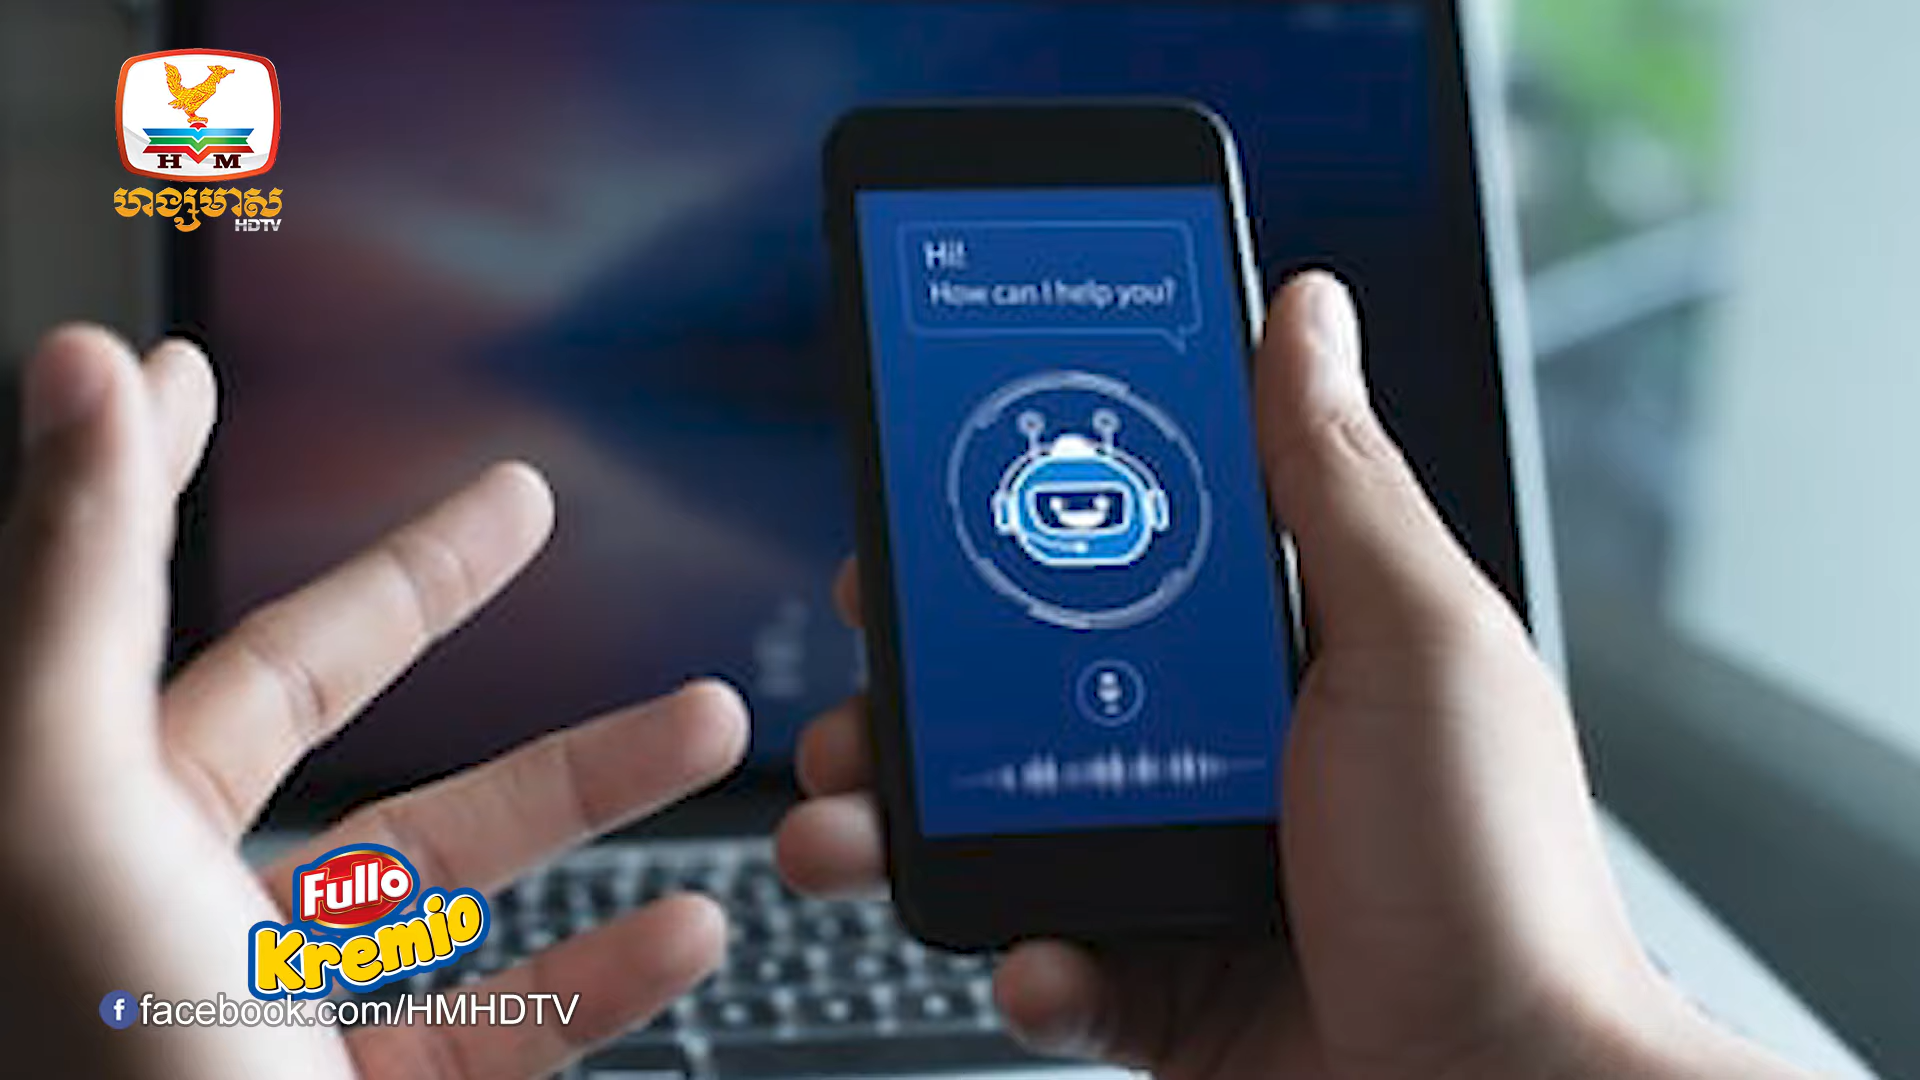 H M
ហង្សមាស
HDTV
Hi!
How can I help you?
Fullo
Kremio
f facebook.com/HMHDTV